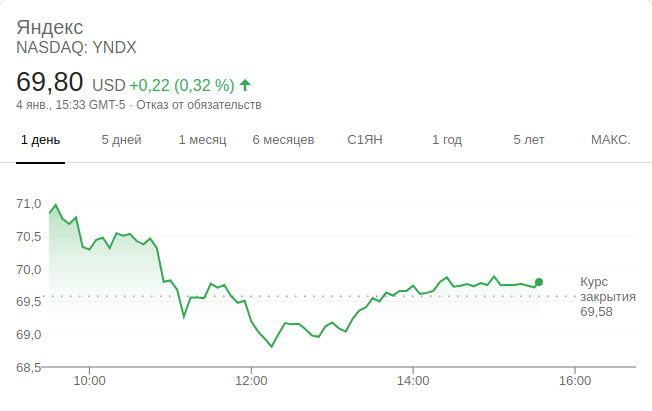 Яндекс
NASDAQ: YNDX
69,80 USD +0,22 (0,32 %)
4 янв., 15:33 GMT-5 · Отказ от обязательств
1 день 5 дней 1 месяц 6 месяцев С1ЯН 1 год 5 лет МАКС.
71,0
70,5
70,0
69,5
69,0
68,5
Курс
закрытия
69,58
10:00 12:00 14:00 16:00